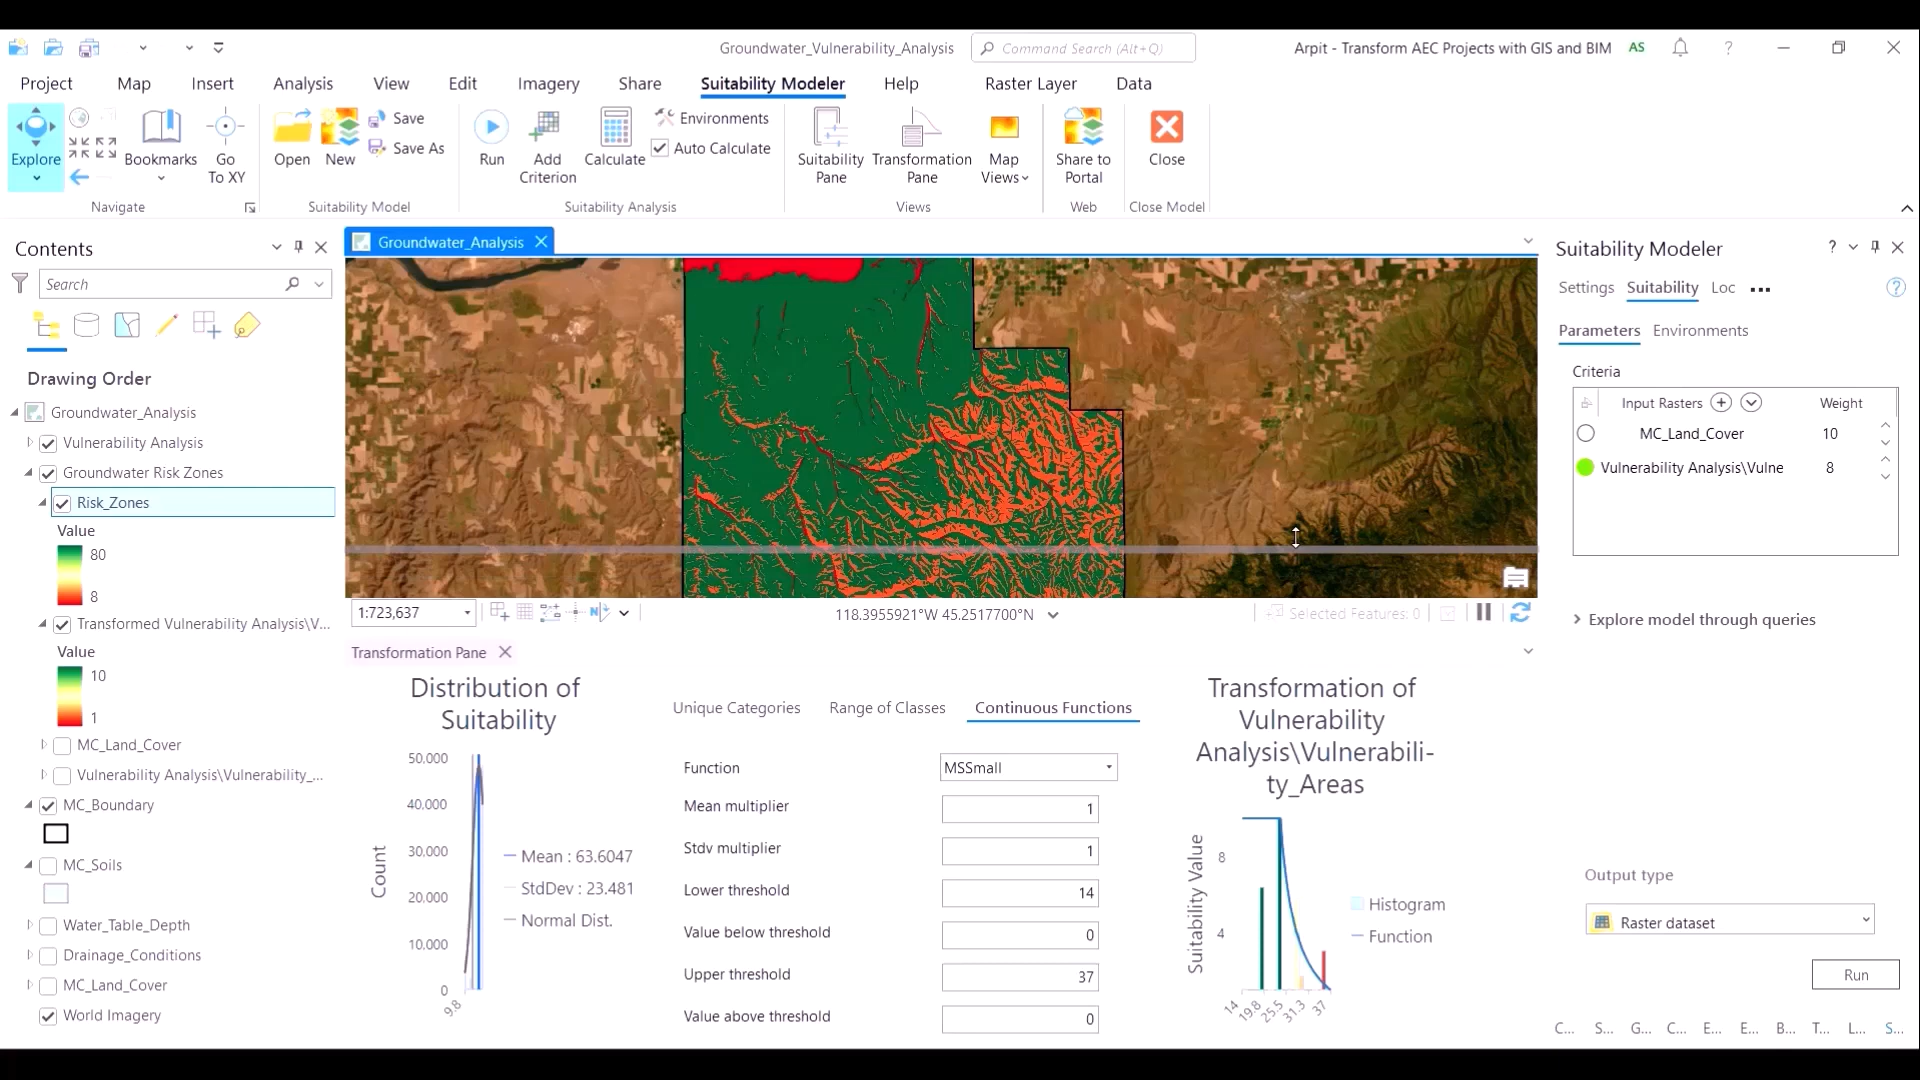 Groundwater_Vulnerability_Analysis
Command Search (Alt+Q)
Arpit - Transform AEC Projects with GIS and BIM
AS
?
Project
Map
Insert
Analysis
View
Edit
Imagery
Share
Suitability Modeler
Help
Raster Layer
Data
Explore
Bookmarks
Go To XY
Open
New
Save
Save As
Run
Add Criterion
Calculate
Environments
Auto Calculate
Suitability Pane
Transformation Pane
Map Views
Share to Portal
Close
Navigate
Suitability Model
Suitability Analysis
Views
Web
Close Model
Contents
Search
Drawing Order
Groundwater_Analysis
Vulnerability Analysis
Groundwater Risk Zones
Risk_Zones
Value
80
8
Transformed Vulnerability Analysis\V...
Value
10
1
MC_Land_Cover
Vulnerability Analysis\Vulnerability_...
MC_Boundary
MC_Soils
Water_Table_Depth
Drainage_Conditions
MC_Land_Cover
World Imagery
Groundwater_Analysis
1:723,637
118.3955921°W 45.2517700°N
Selected Features: 0
Transformation Pane
Distribution of
Suitability
50,000
40,000
30,000
20,000
10,000
0
Count
9.8
Mean : 63.6047
StdDev : 23.481
Normal Dist.
Unique Categories
Range of Classes
Continuous Functions
Function
MSSmall
Mean multiplier
1
Stdv multiplier
1
Lower threshold
14
Value below threshold
0
Upper threshold
37
Value above threshold
0
Transformation of
Vulnerability
Analysis\Vulnerabili-
ty_Areas
Suitability Value
8
4
14
19.8
25.5
31.3
37
Histogram
Function
Suitability Modeler
?
Settings
Suitability
Loc
...
?
Parameters
Environments
Criteria
Input Rasters
Weight
MC_Land_Cover
10
Vulnerability Analysis\Vulne
8
Explore model through queries
Output type
Raster dataset
Run
C...
S...
G...
C...
E...
E...
B...
T...
L...
S...